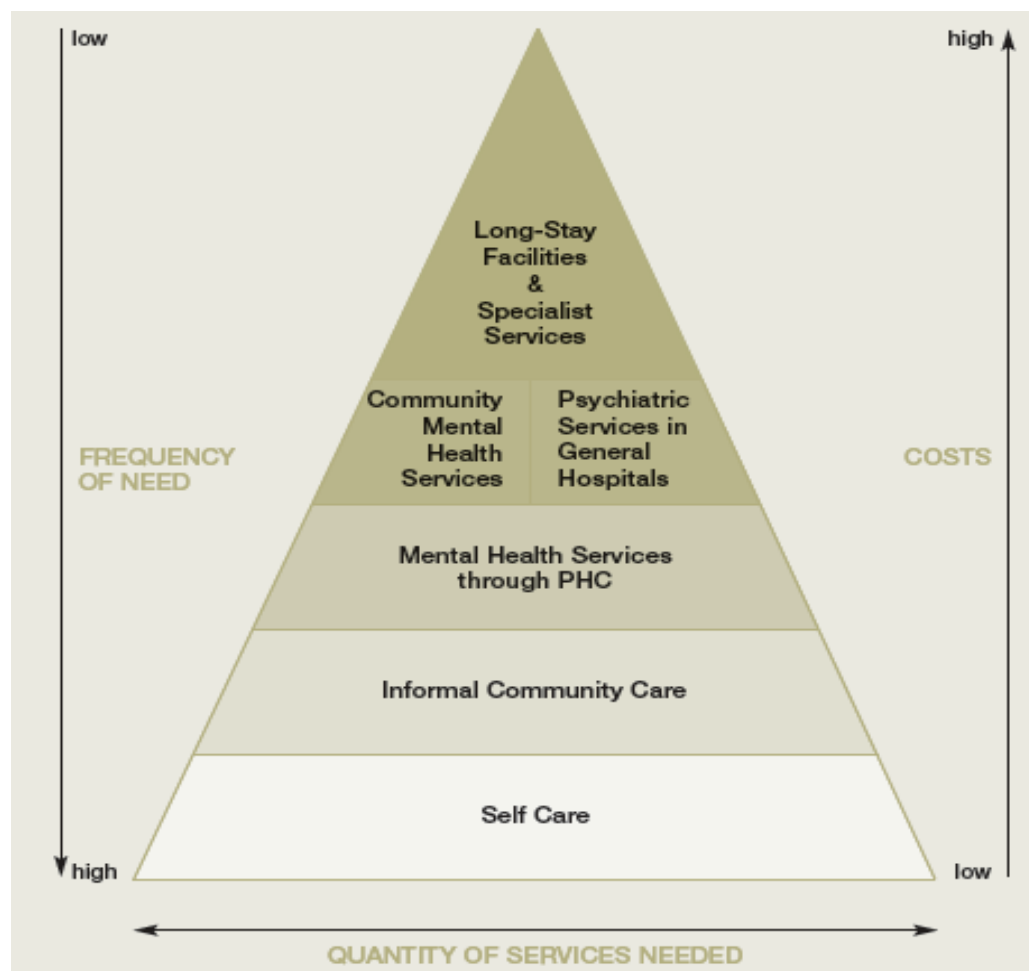 low
high
Long-Stay
Facilities
&
Specialist
Services
Community
Mental
Health
Services
Psychiatric
Services in
General
Hospitals
FREQUENCY
OF NEED
COSTS
Mental Health Services
through PHC
Informal Community Care
Self Care
high
low
QUANTITY OF SERVICES NEEDED